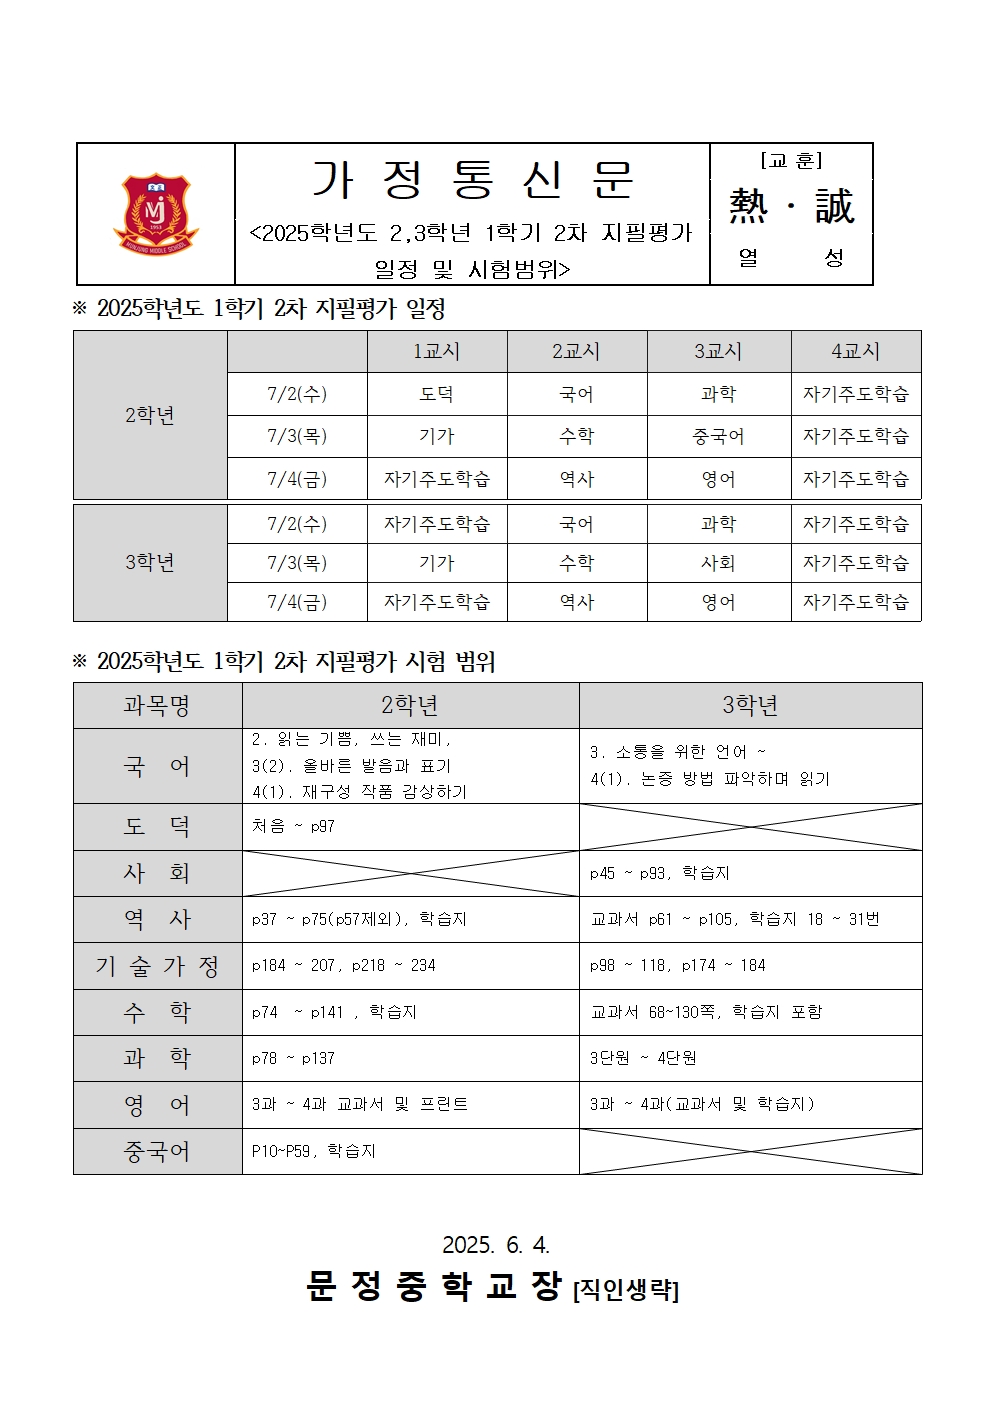 가 정 통 신 문
<2025학년도 2,3학년 1학기 2차 지필평가
일정 및 시험범위>
[교 훈]
熱 · 誠
열 성
MJ
1953
MUNJUNG MIDDLE SCHOOL
※ 2025학년도 1학기 2차 지필평가 일정
2학년
1교시 2교시 3교시 4교시
7/2(수) 도덕 국어 과학 자기주도학습
7/3(목) 기가 수학 중국어 자기주도학습
7/4(금) 자기주도학습 역사 영어 자기주도학습
3학년
7/2(수) 자기주도학습 국어 과학 자기주도학습
7/3(목) 기가 수학 사회 자기주도학습
7/4(금) 자기주도학습 역사 영어 자기주도학습
※ 2025학년도 1학기 2차 지필평가 시험 범위
과목명 2학년 3학년
국 어
2. 읽는 기쁨, 쓰는 재미,
3(2). 올바른 발음과 표기
4(1). 재구성 작품 감상하기
3. 소통을 위한 언어 ~
4(1). 논증 방법 파악하며 읽기
도 덕 처음 ~ p97
사 회 p45 ~ p93, 학습지
역 사 p37 ~ p75(p57제외), 학습지 교과서 p61 ~ p105, 학습지 18 ~ 31번
기 술 가 정 p184 ~ 207, p218 ~ 234 p98 ~ 118, p174 ~ 184
수 학 p74 ~ p141 , 학습지 교과서 68~130쪽, 학습지 포함
과 학 p78 ~ p137 3단원 ~ 4단원
영 어 3과 ~ 4과 교과서 및 프린트 3과 ~ 4과(교과서 및 학습지)
중국어 P10~P59, 학습지
2025. 6. 4.
문 정 중 학 교 장 [직인생략]